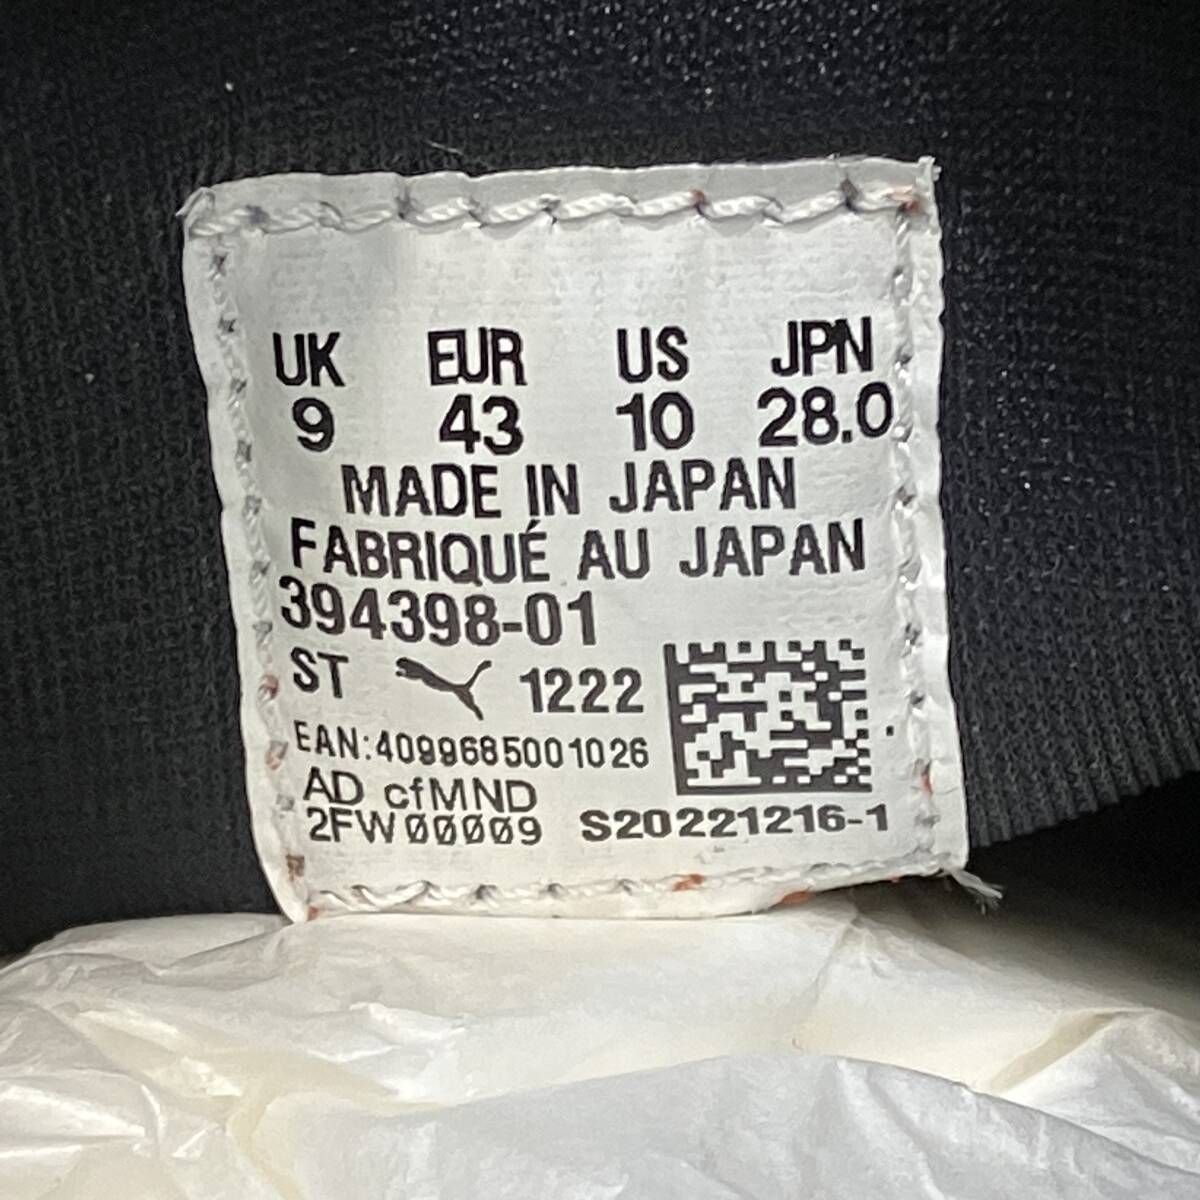 UK EUR US JPN
9 43 10 28.0
MADE IN JAPAN
FABRIQUÉ AU JAPAN
394398-01
ST 1222
EAN:4099685001026
AD cfMND
2FW00009 S20221216-1